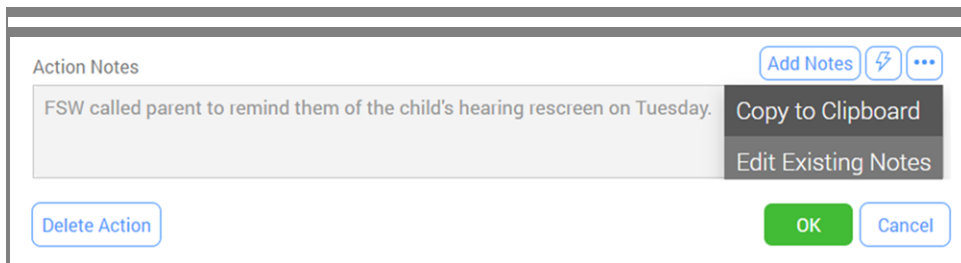 Action Notes
Add Notes
FSW called parent to remind them of the child's hearing rescreen on Tuesday.
Copy to Clipboard
Edit Existing Notes
Delete Action
OK
Cancel